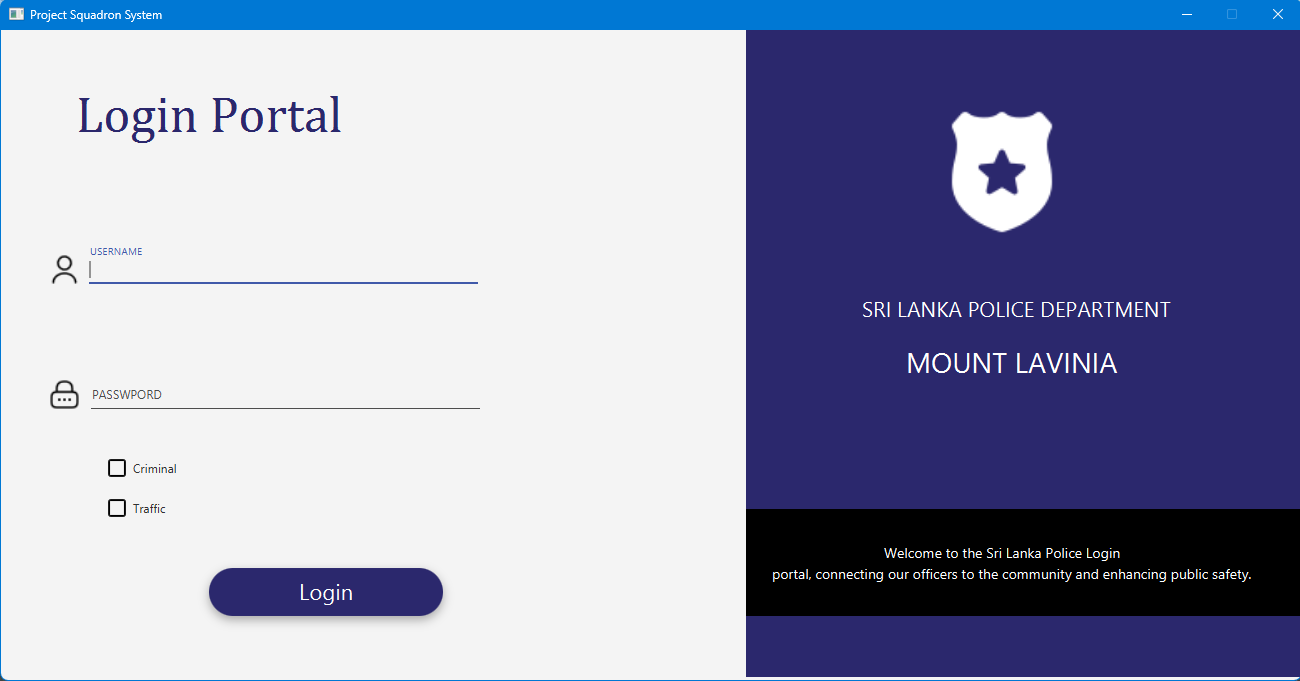 Project Squadron System
Login Portal
USERNAME
PASSWPORD
Criminal
Traffic
Login
SRI LANKA POLICE DEPARTMENT
MOUNT LAVINIA
Welcome to the Sri Lanka Police Login
portal, connecting our officers to the community and enhancing public safety.